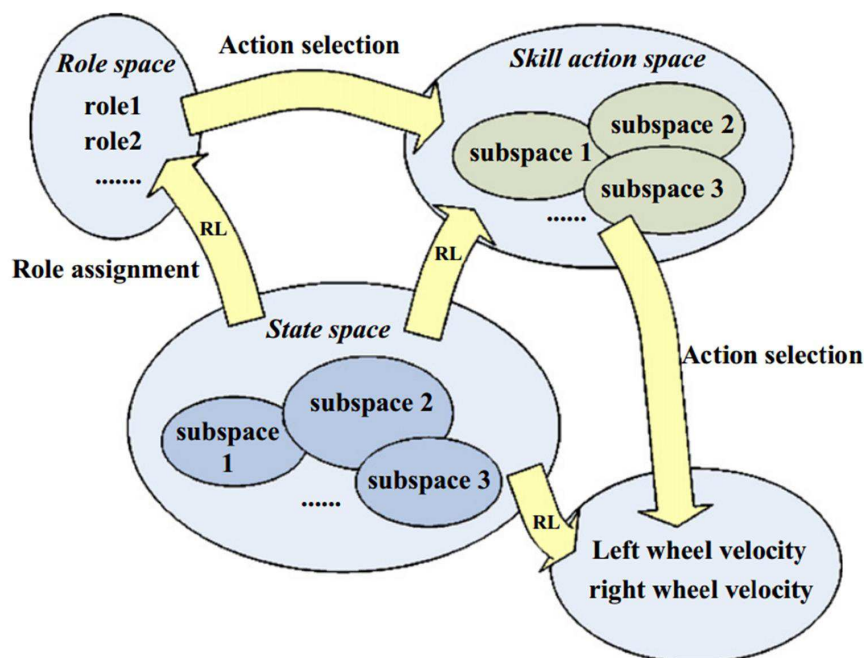 Action selection
Role space
role1
role2
.......
Skill action space
subspace 1
subspace 2
subspace 3
......
RL
RL
Role assignment
State space
subspace
1
subspace 2
subspace 3
......
Action selection
RL
Left wheel velocity
right wheel velocity